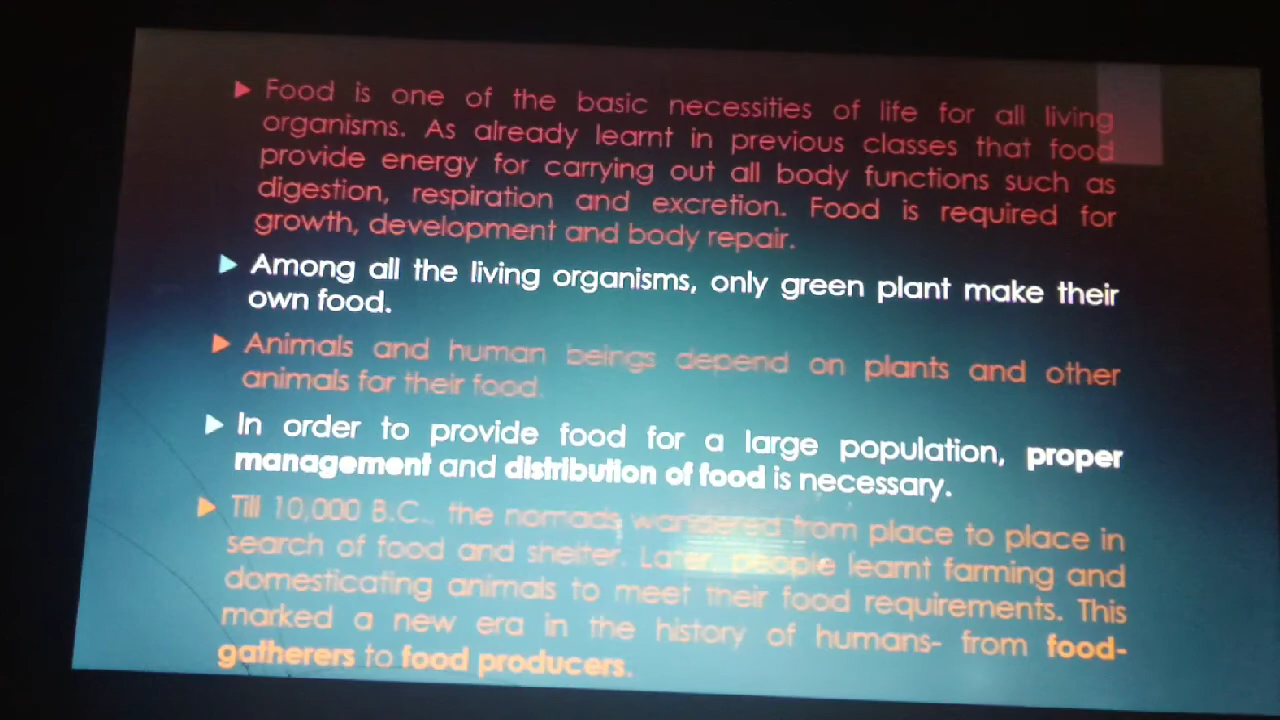 Food is one of the basic necessities of life for all living
organisms. As already learnt in previous classes that food
provide energy for carrying out all body functions such as
digestion, respiration and excretion. Food is required for
growth, development and body repair.
Among all the living organisms, only green plant make their
own food.
Animals and human beings depend on plants and other
animals for their food.
In order to provide food for a large population, proper
management and distribution of food is necessary.
Till 10,000 B.C. the nomads wandered from place to place in
search of food and shelter. Later, people learnt farming and
domesticating animals to meet their food requirements. This
marked a new era in the history of humans- from food-
gatherers to food producers.